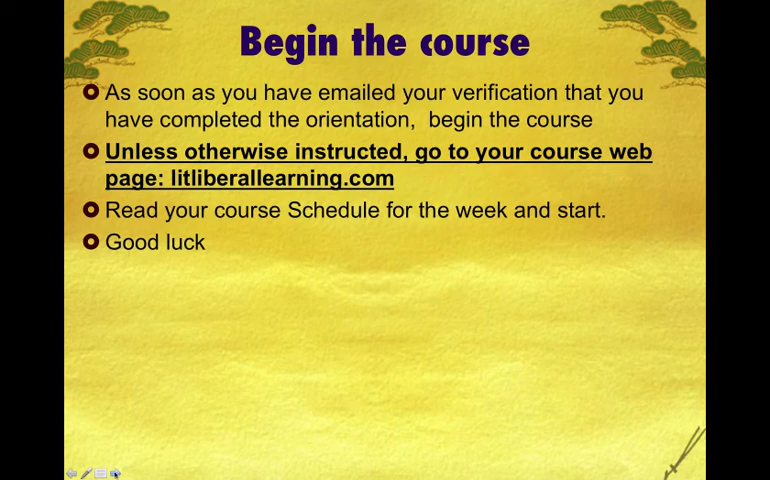 Begin the course
As soon as you have emailed your verification that you
have completed the orientation,  begin the course
Unless otherwise instructed, go to your course web
page: litliberallearning.com
Read your course Schedule for the week and start.
Good luck